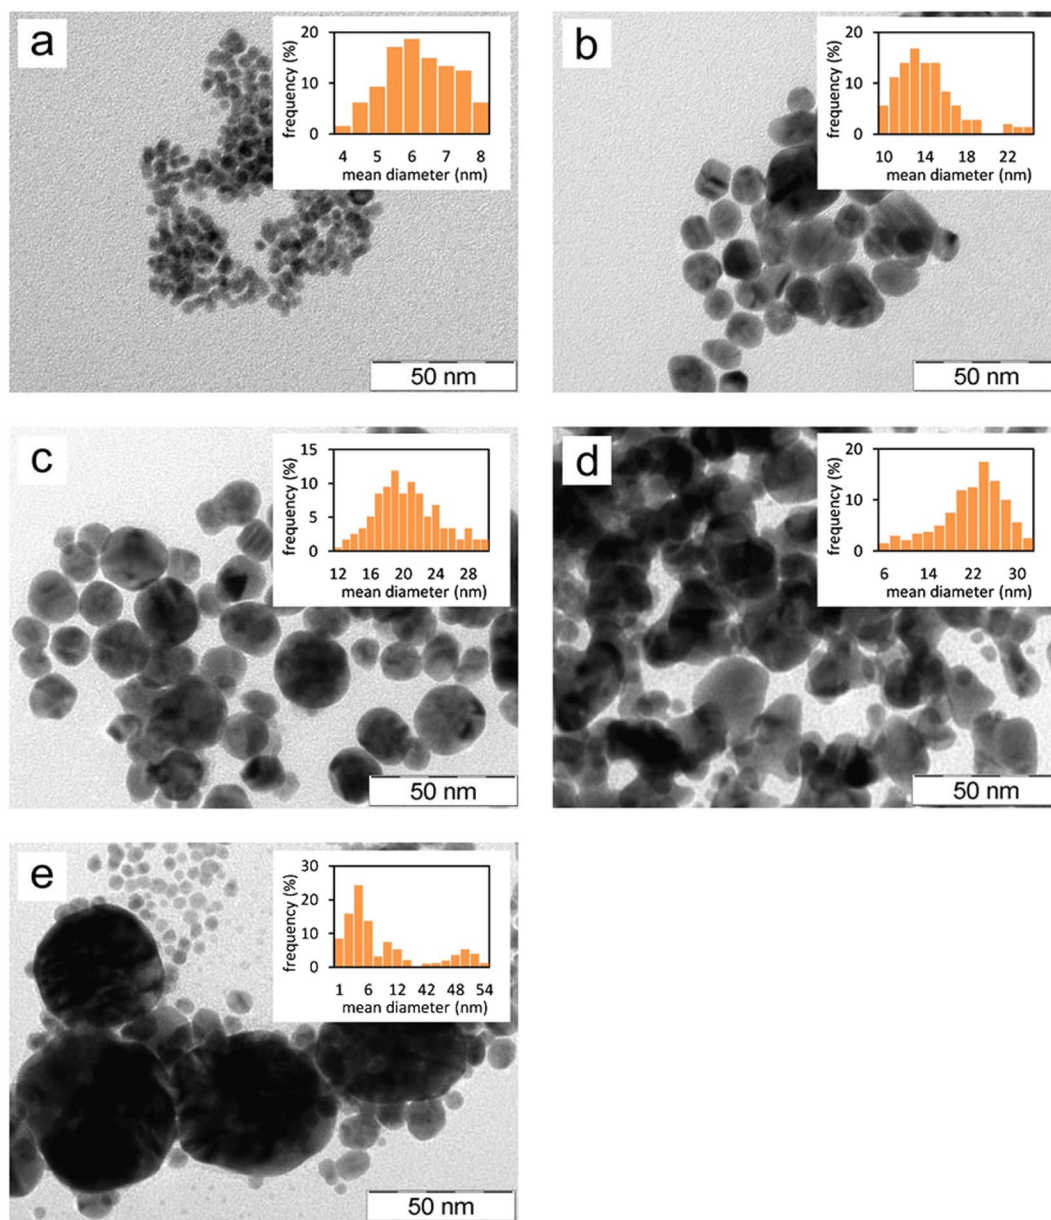 a
20
10
0
frequency (%)
4 5 6 7 8
mean diameter (nm)
50 nm
b
20
10
0
frequency (%)
10 14 18 22
mean diameter (nm)
50 nm
c
15
10
5
0
frequency (%)
12 16 20 24 28
mean diameter (nm)
50 nm
d
20
10
0
frequency (%)
6 14 22 30
mean diameter (nm)
50 nm
e
30
20
10
0
frequency (%)
1 6 12 42 48 54
mean diameter (nm)
50 nm